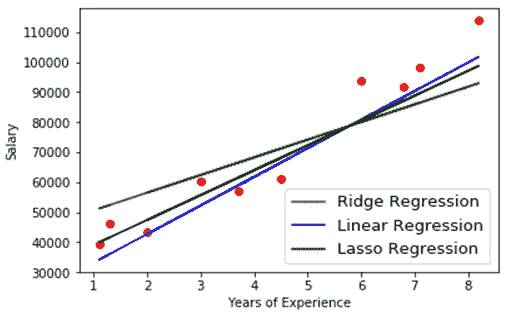 110000
100000
90000
80000
70000
60000
50000
40000
30000
Salary
Ridge Regression
Linear Regression
Lasso Regression
1 2 3 4 5 6 7 8
Years of Experience